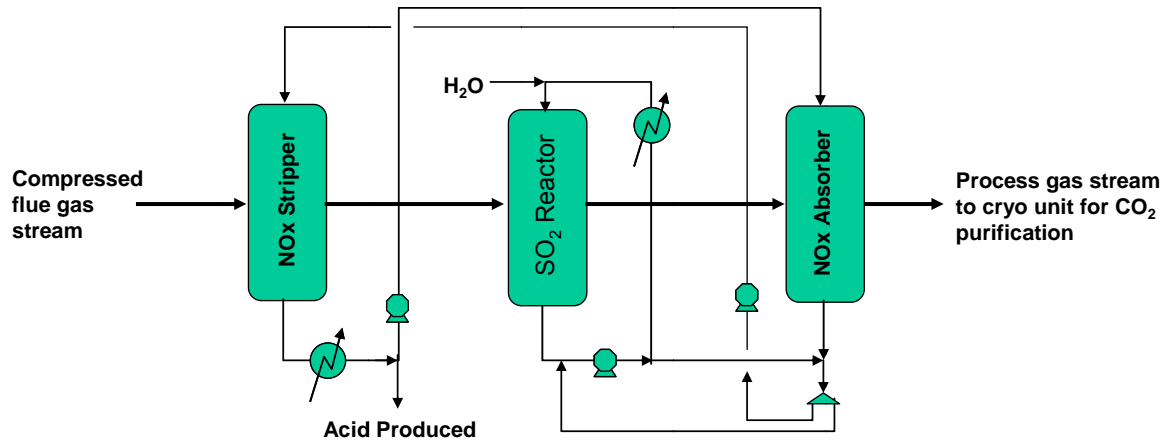 H₂O
Compressed
flue gas
stream
NOx Stripper
SO₂ Reactor
NOx Absorber
Process gas stream
to cryo unit for CO₂
purification
Acid Produced